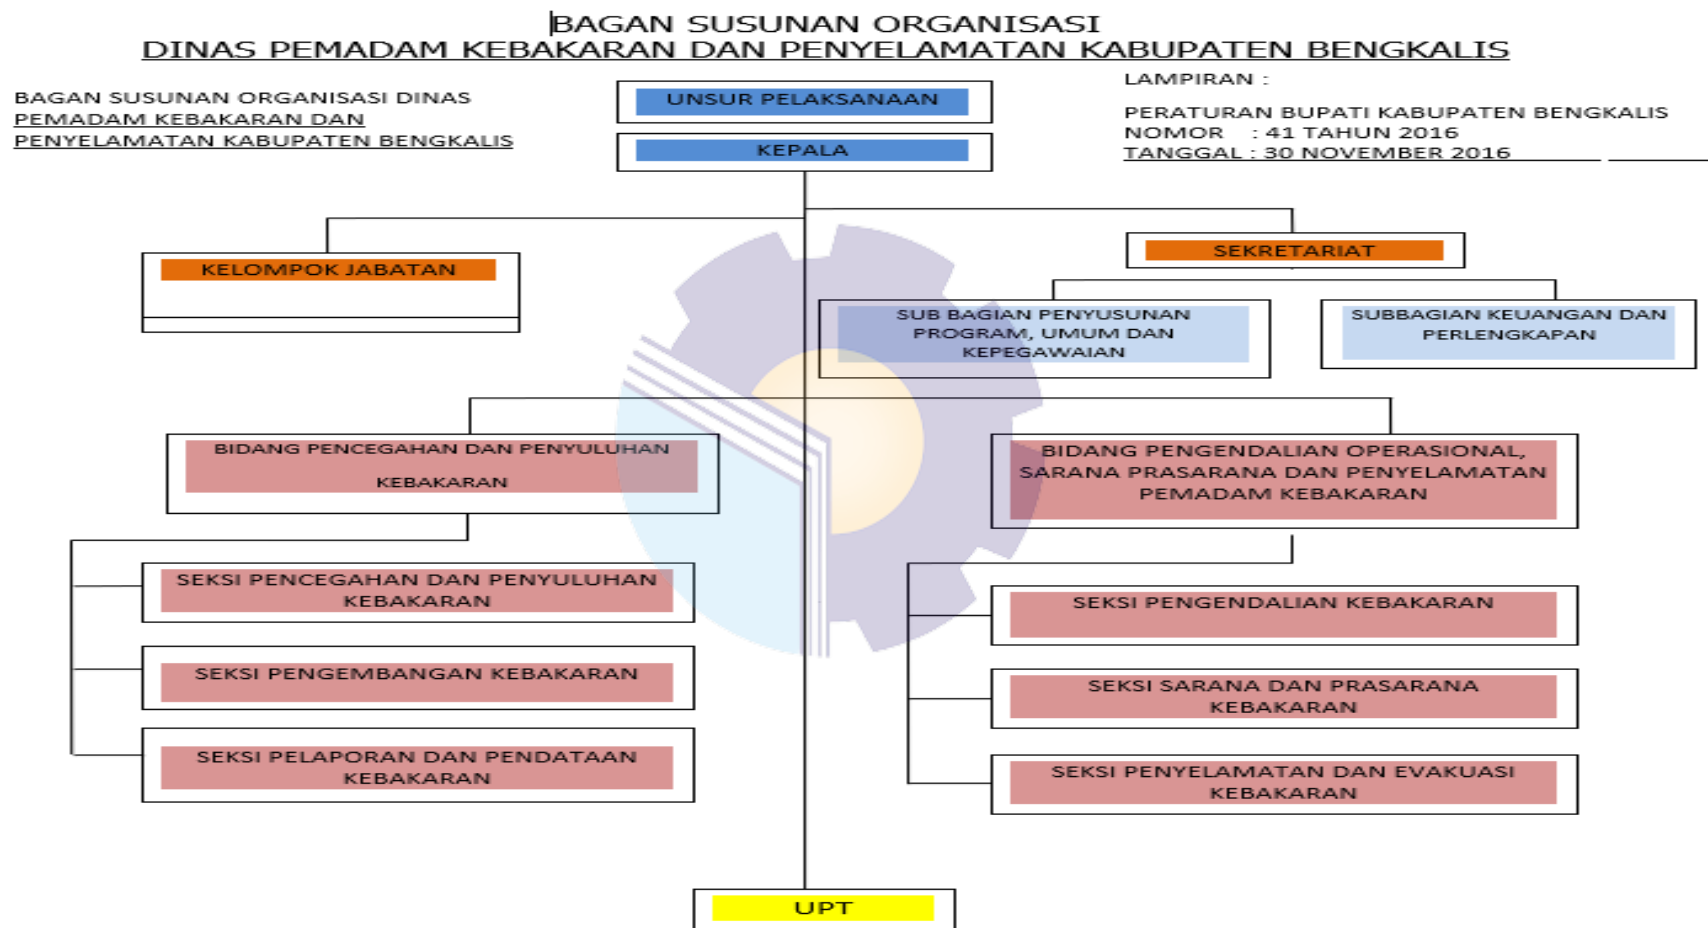 BAGAN SUSUNAN ORGANISASI
DINAS PEMADAM KEBAKARAN DAN PENYELAMATAN KABUPATEN BENGKALIS
BAGAN SUSUNAN ORGANISASI DINAS
PEMADAM KEBAKARAN DAN
PENYELAMATAN KABUPATEN BENGKALIS
UNSUR PELAKSANAAN
KEPALA
LAMPIRAN :
PERATURAN BUPATI KABUPATEN BENGKALIS
NOMOR : 41 TAHUN 2016
TANGGAL : 30 NOVEMBER 2016
KELOMPOK JABATAN
SEKRETARIAT
SUB BAGIAN PENYUSUNAN
PROGRAM, UMUM DAN
KEPEGAWAIAN
SUBBAGIAN KEUANGAN DAN
PERLENGKAPAN
BIDANG PENCEGAHAN DAN PENYULUHAN
KEBAKARAN
BIDANG PENGENDALIAN OPERASIONAL,
SARANA PRASARANA DAN PENYELAMATAN
PEMADAM KEBAKARAN
SEKSI PENCEGAHAN DAN PENYULUHAN
KEBAKARAN
SEKSI PENGEMBANGAN KEBAKARAN
SEKSI PELAPORAN DAN PENDATAAN
KEBAKARAN
SEKSI PENGENDALIAN KEBAKARAN
SEKSI SARANA DAN PRASARANA
KEBAKARAN
SEKSI PENYELAMATAN DAN EVAKUASI
KEBAKARAN
UPT